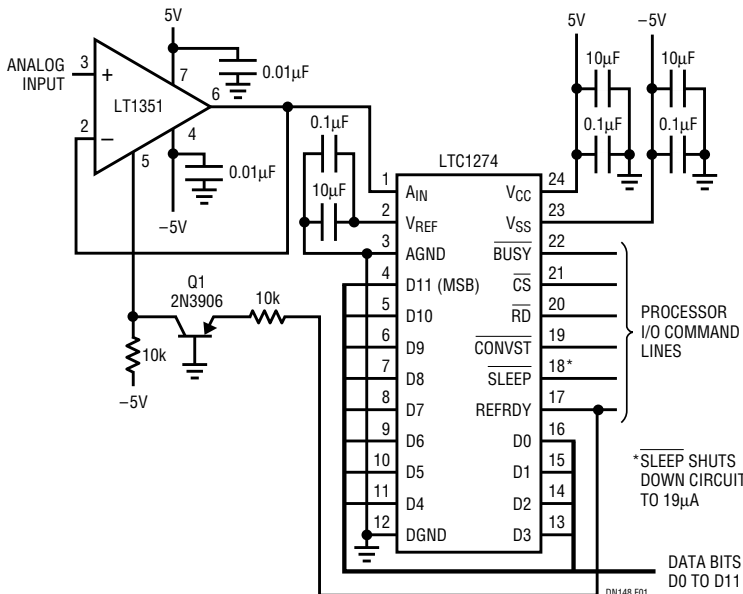 5V
ANALOG
INPUT
3
+
7
0.01µF
LT1351
6
2
–
4
5
0.01µF
–5V
5V
–5V
10µF
10µF
0.1µF
0.1µF
0.1µF
10µF
LTC1274
1
AIN
VCC
24
2
VREF
VSS
23
3
AGND
BUSY
22
4
D11 (MSB)
CS
21
5
D10
RD
20
6
D9
CONVST
19
7
D8
SLEEP
18*
8
D7
REFRDY
17
9
D6
D0
16
10
D5
D1
15
11
D4
D2
14
12
DGND
D3
13
Q1
2N3906
10k
10k
–5V
PROCESSOR
I/O COMMAND
LINES
*SLEEP SHUTS
DOWN CIRCUIT
TO 19µA
DATA BITS
D0 TO D11
DN148 F01